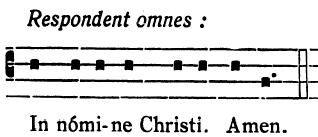 Respondent omnes :
In nómi-ne Christi. Amen.